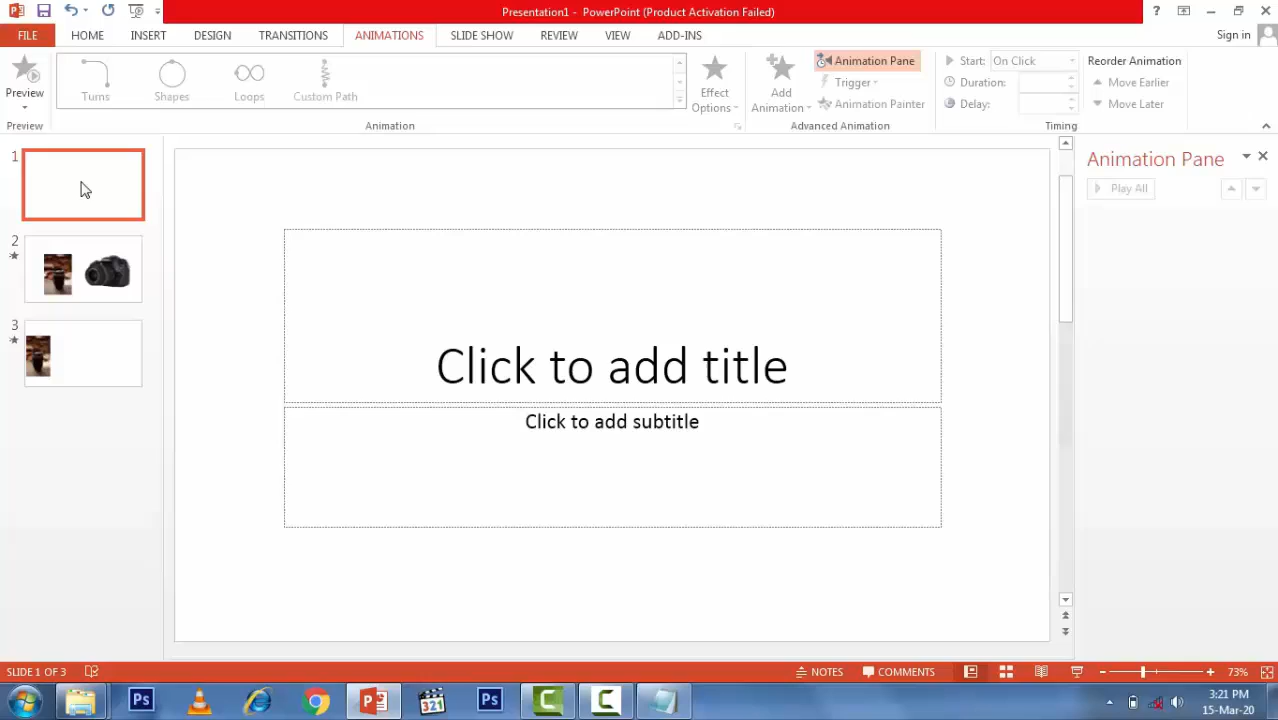 Presentation1 - PowerPoint (Product Activation Failed)
?
FILE
HOME
INSERT
DESIGN
TRANSITIONS
ANIMATIONS
SLIDE SHOW
REVIEW
VIEW
ADD-INS
Sign in
Preview
Turns
Shapes
Loops
Custom Path
Effect
Options
Add
Animation
Animation Pane
Trigger
Animation Painter
Start: On Click
Duration:
Delay:
Reorder Animation
Move Earlier
Move Later
Preview
Animation
Advanced Animation
Timing
1
2
3
Click to add title
Click to add subtitle
Animation Pane
Play All
SLIDE 1 OF 3
NOTES
COMMENTS
73%
Ps
321
Ps
3:21 PM
15-Mar-20